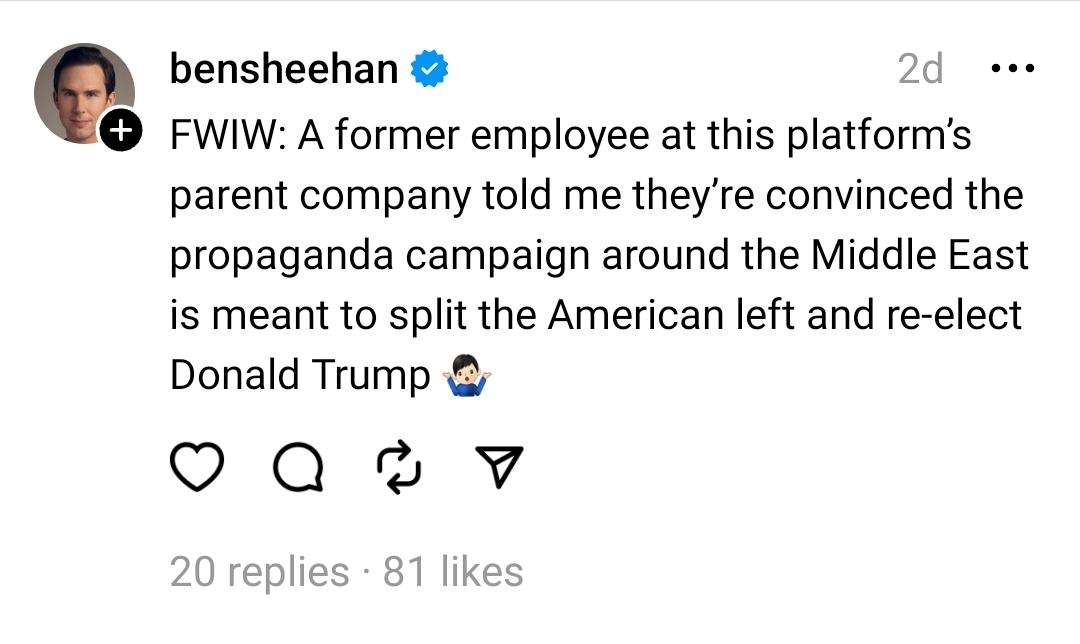 bensheehan
2d
FWIW: A former employee at this platform’s
parent company told me they’re convinced the
propaganda campaign around the Middle East
is meant to split the American left and re-elect
Donald Trump 🤷🏻‍♂️
20 replies · 81 likes